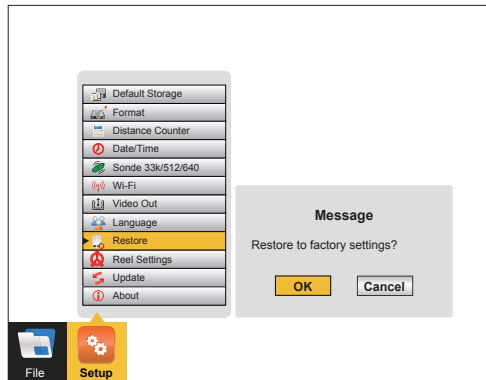 Default Storage
Format
Distance Counter
Date/Time
Sonde 33k/512/640
Wi-Fi
Video Out
Language
Restore
Reel Settings
Update
About
Message
Restore to factory settings?
OK Cancel
File Setup